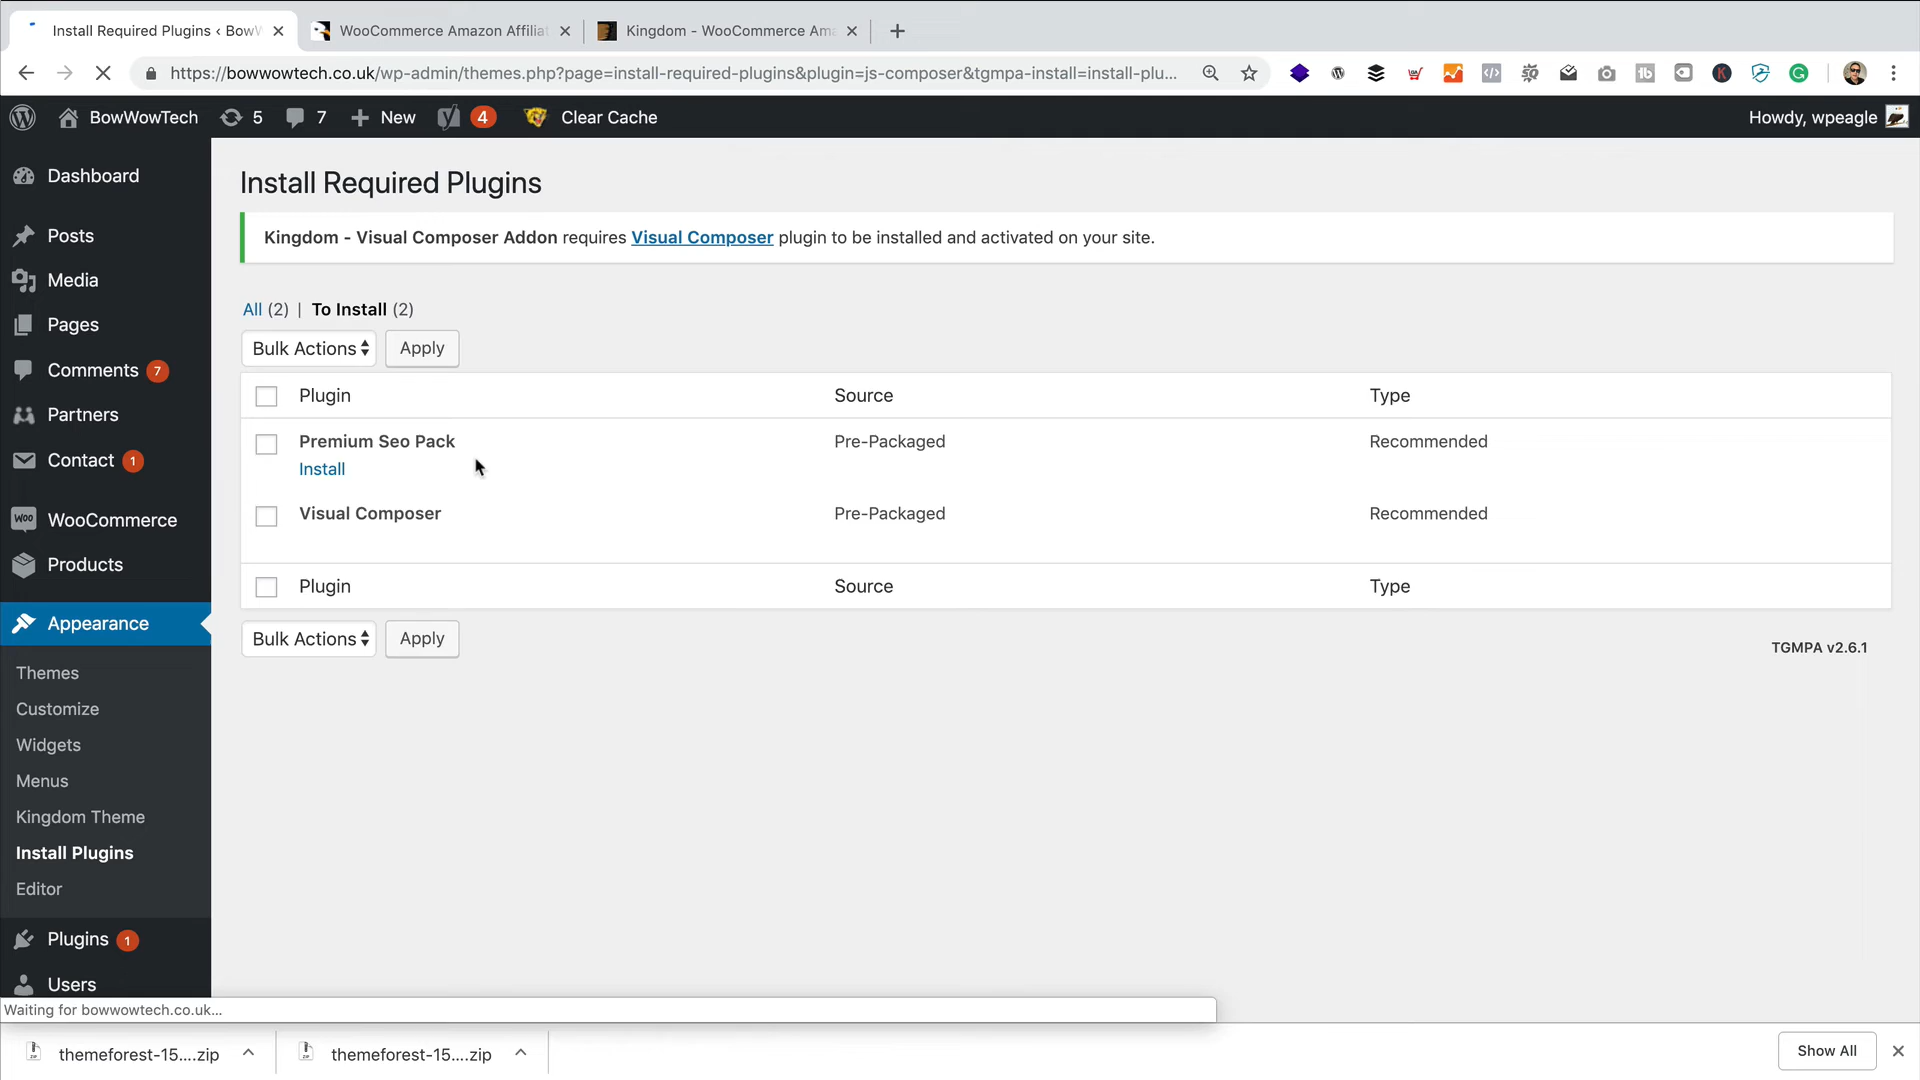 Install Required Plugins ‹ BowW
WooCommerce Amazon Affiliat
Kingdom - WooCommerce Ama
https://bowwowtech.co.uk/wp-admin/themes.php?page=install-required-plugins&plugin=js-composer&tgmpa-install=install-plu...
BowWowTech
5
7
New
4
Clear Cache
Howdy, wpeagle
Dashboard
Posts
Media
Pages
Comments 7
Partners
Contact 1
WooCommerce
Products
Appearance
Themes
Customize
Widgets
Menus
Kingdom Theme
Install Plugins
Editor
Plugins 1
Users
Install Required Plugins
Kingdom - Visual Composer Addon requires Visual Composer plugin to be installed and activated on your site.
All (2) | To Install (2)
Bulk Actions Apply
Plugin Source Type
Premium Seo Pack Pre-Packaged Recommended
Install
Visual Composer Pre-Packaged Recommended
Plugin Source Type
Bulk Actions Apply
TGMPA v2.6.1
Waiting for bowwowtech.co.uk...
themeforest-15....zip
themeforest-15....zip
Show All